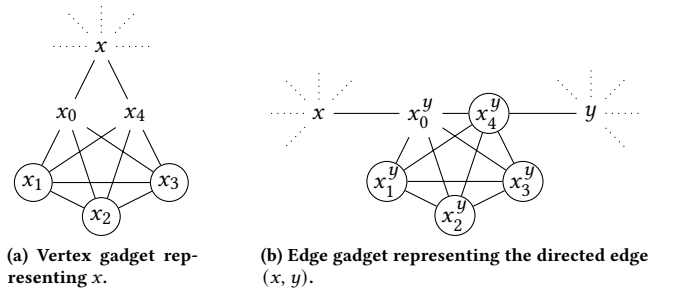 x
x₀ x₄
x₁ x₃
x₂
(a) Vertex gadget rep-
resenting x.
x x₀ʸ x₄ʸ y
x₁ʸ x₃ʸ
x₂ʸ
(b) Edge gadget representing the directed edge
(x, y).